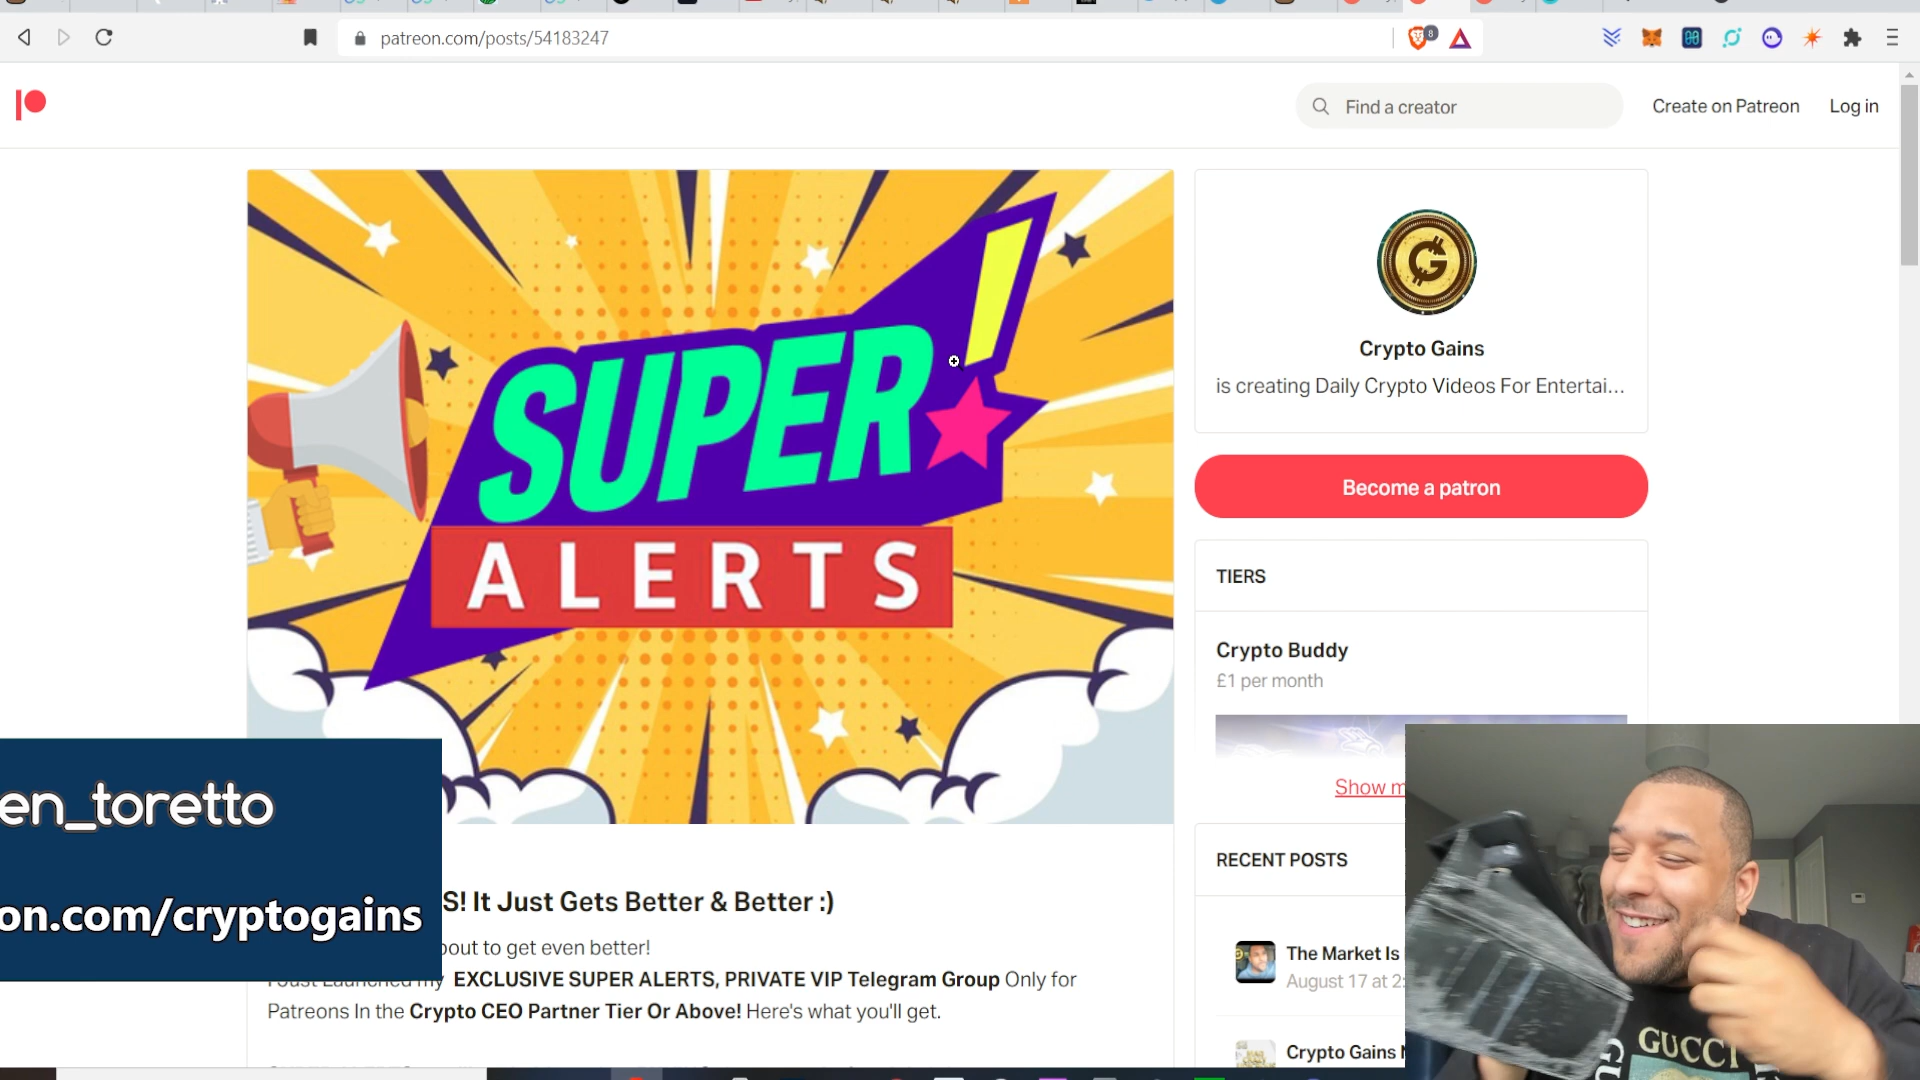 patreon.com/posts/54183247
8
Find a creator
Create on Patreon
Log in
SUPER!
ALERTS
Crypto Gains
is creating Daily Crypto Videos For Entertai...
Become a patron
TIERS
Crypto Buddy
£1 per month
Show m
RECENT POSTS
The Market Is
August 17 at 2:
Crypto Gains
en_toretto
on.com/cryptogains
S! It Just Gets Better & Better :)
out to get even better!
EXCLUSIVE SUPER ALERTS, PRIVATE VIP Telegram Group Only for
Patreons In the Crypto CEO Partner Tier Or Above! Here's what you'll get.
GUCCI